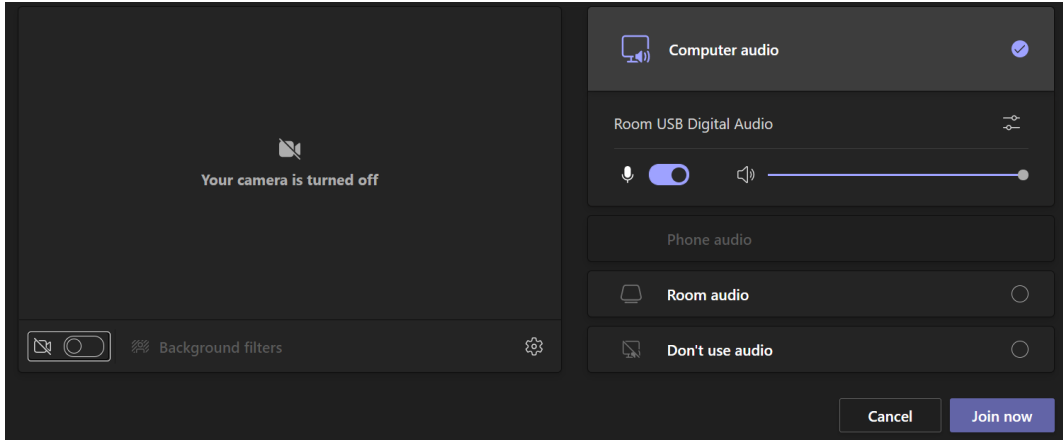 Your camera is turned off
Background filters
Computer audio
Room USB Digital Audio
Phone audio
Room audio
Don't use audio
Cancel
Join now